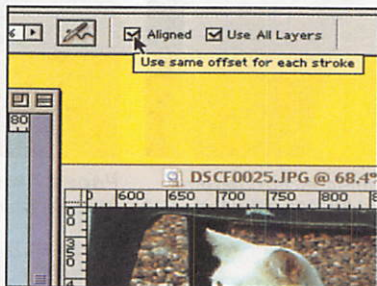 Aligned Use All Layers
Use same offset for each stroke
80
DSCF0025.JPG @ 68.4%
600 650 700 750 800